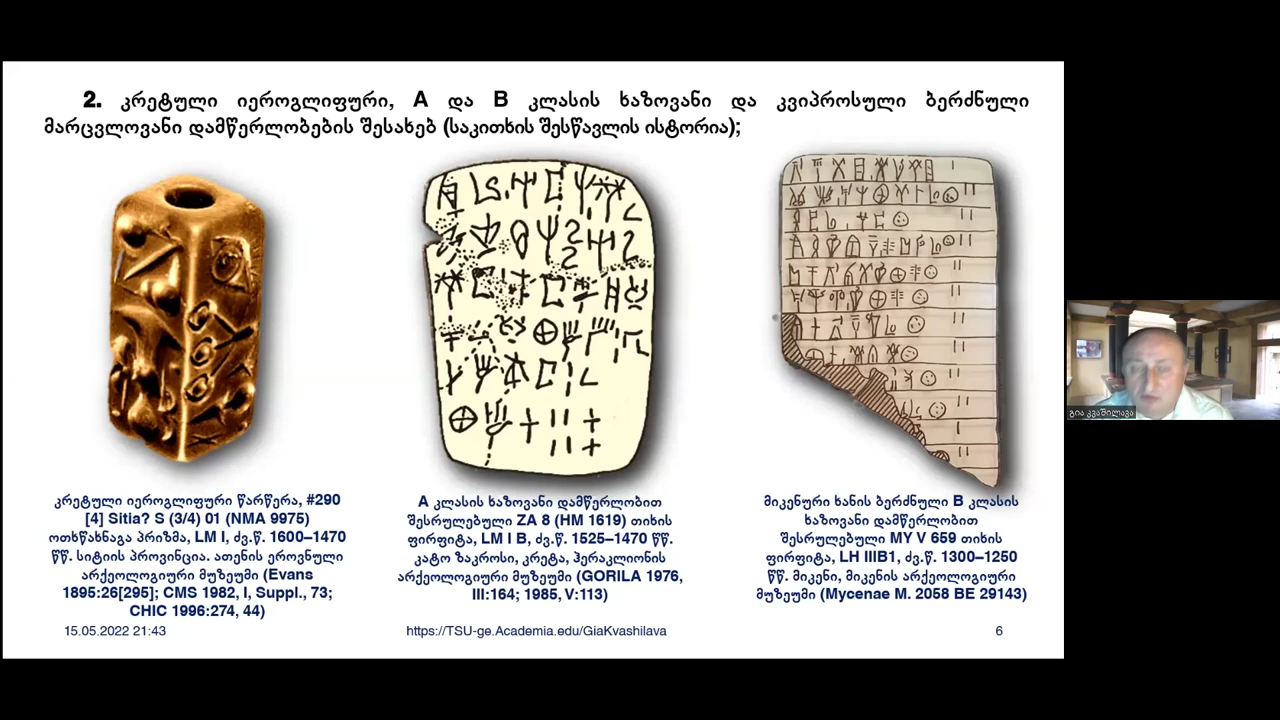 2. კრეტული იეროგლიფური, A და B კლასის ხაზოვანი და კვიპროსული ბერძნული
მარცვლოვანი დამწერლობების შესახებ (საკითხის შესწავლის ისტორია);
კრეტული იეროგლიფური წარწერა, #290
[4] Sitia? S (3/4) 01 (NMA 9975)
ოთხწახნაგა პრიზმა, LM I, ძვ.წ. 1600–1470
წწ. სიტიის პროვინცია. ათენის ეროვნული
არქეოლოგიური მუზეუმი (Evans
1895:26[295]; CMS 1982, I, Suppl., 73;
CHIC 1996:274, 44)
A კლასის ხაზოვანი დამწერლობით
შესრულებული ZA 8 (HM 1619) თიხის
ფირფიტა, LM I B, ძვ.წ. 1525–1470 წწ.
კატო ზაკროსი, კრეტა, ჰერაკლიონის
არქეოლოგიური მუზეუმი (GORILA 1976,
III:164; 1985, V:113)
მიკენური ხანის ბერძნული B კლასის
ხაზოვანი დამწერლობით
შესრულებული MY V 659 თიხის
ფირფიტა, LH IIIB1, ძვ.წ. 1300–1250
წწ. მიკენი, მიკენის არქეოლოგიური
მუზეუმი (Mycenae M. 2058 BE 29143)
15.05.2022 21:43
https://TSU-ge.Academia.edu/GiaKvashilava
6
გია კვაშილავა